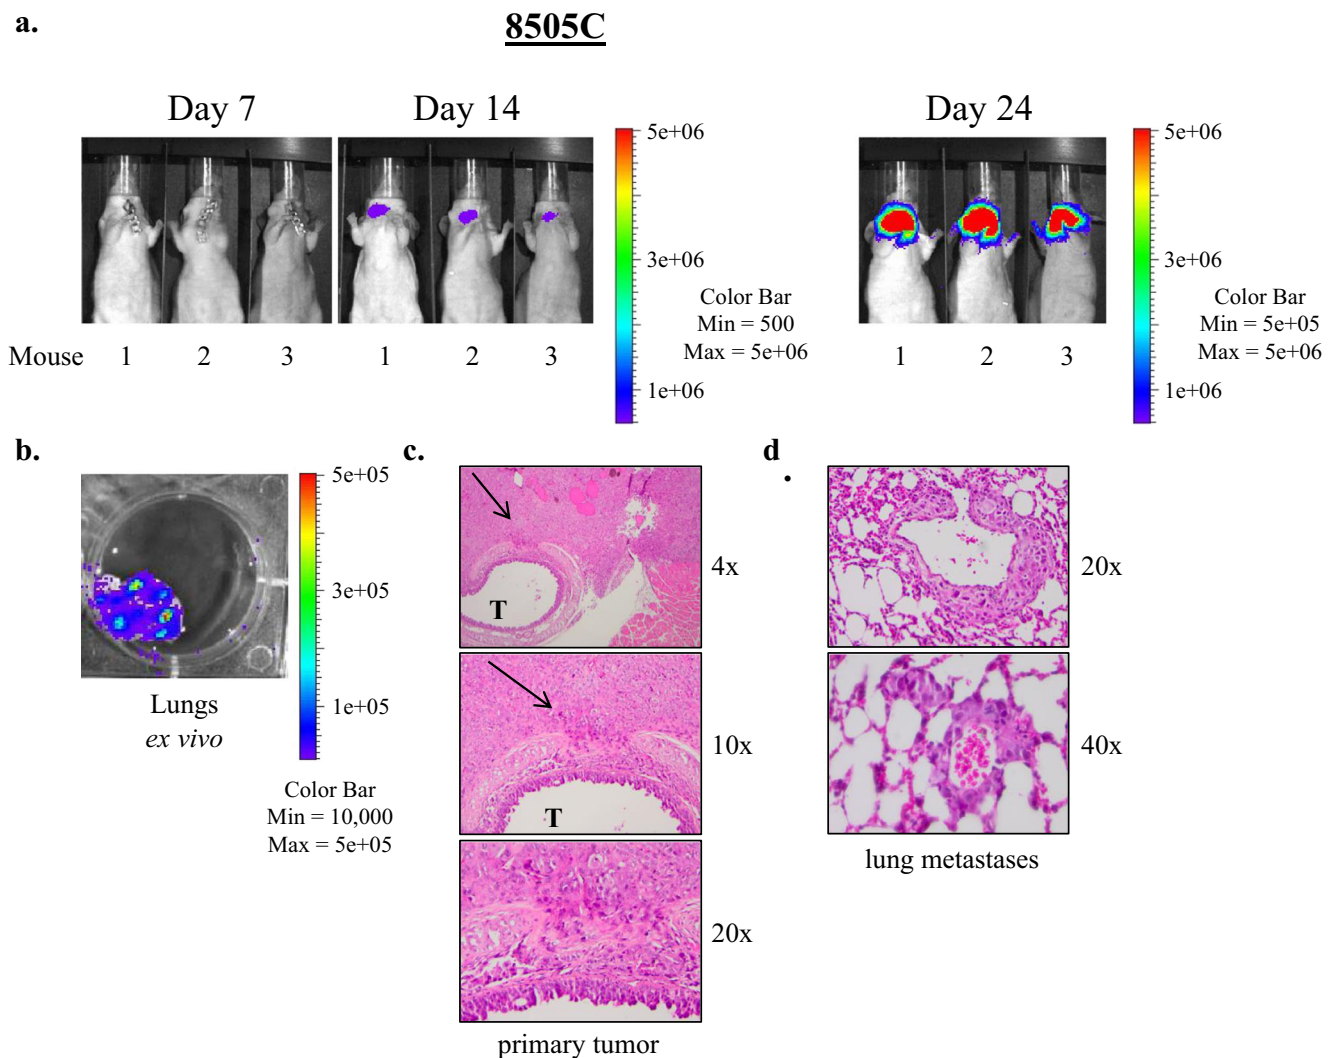 a.
8505C
Day 7
Day 14
Day 24
5e+06
3e+06
1e+06
Color Bar
Min = 500
Max = 5e+06
5e+06
3e+06
1e+06
Color Bar
Min = 5e+05
Max = 5e+06
Mouse 1 2 3 1 2 3 1 2 3
b.
5e+05
3e+05
1e+05
Lungs
ex vivo
Color Bar
Min = 10,000
Max = 5e+05
c.
T
4x
T
10x
20x
primary tumor
d
.
20x
40x
lung metastases